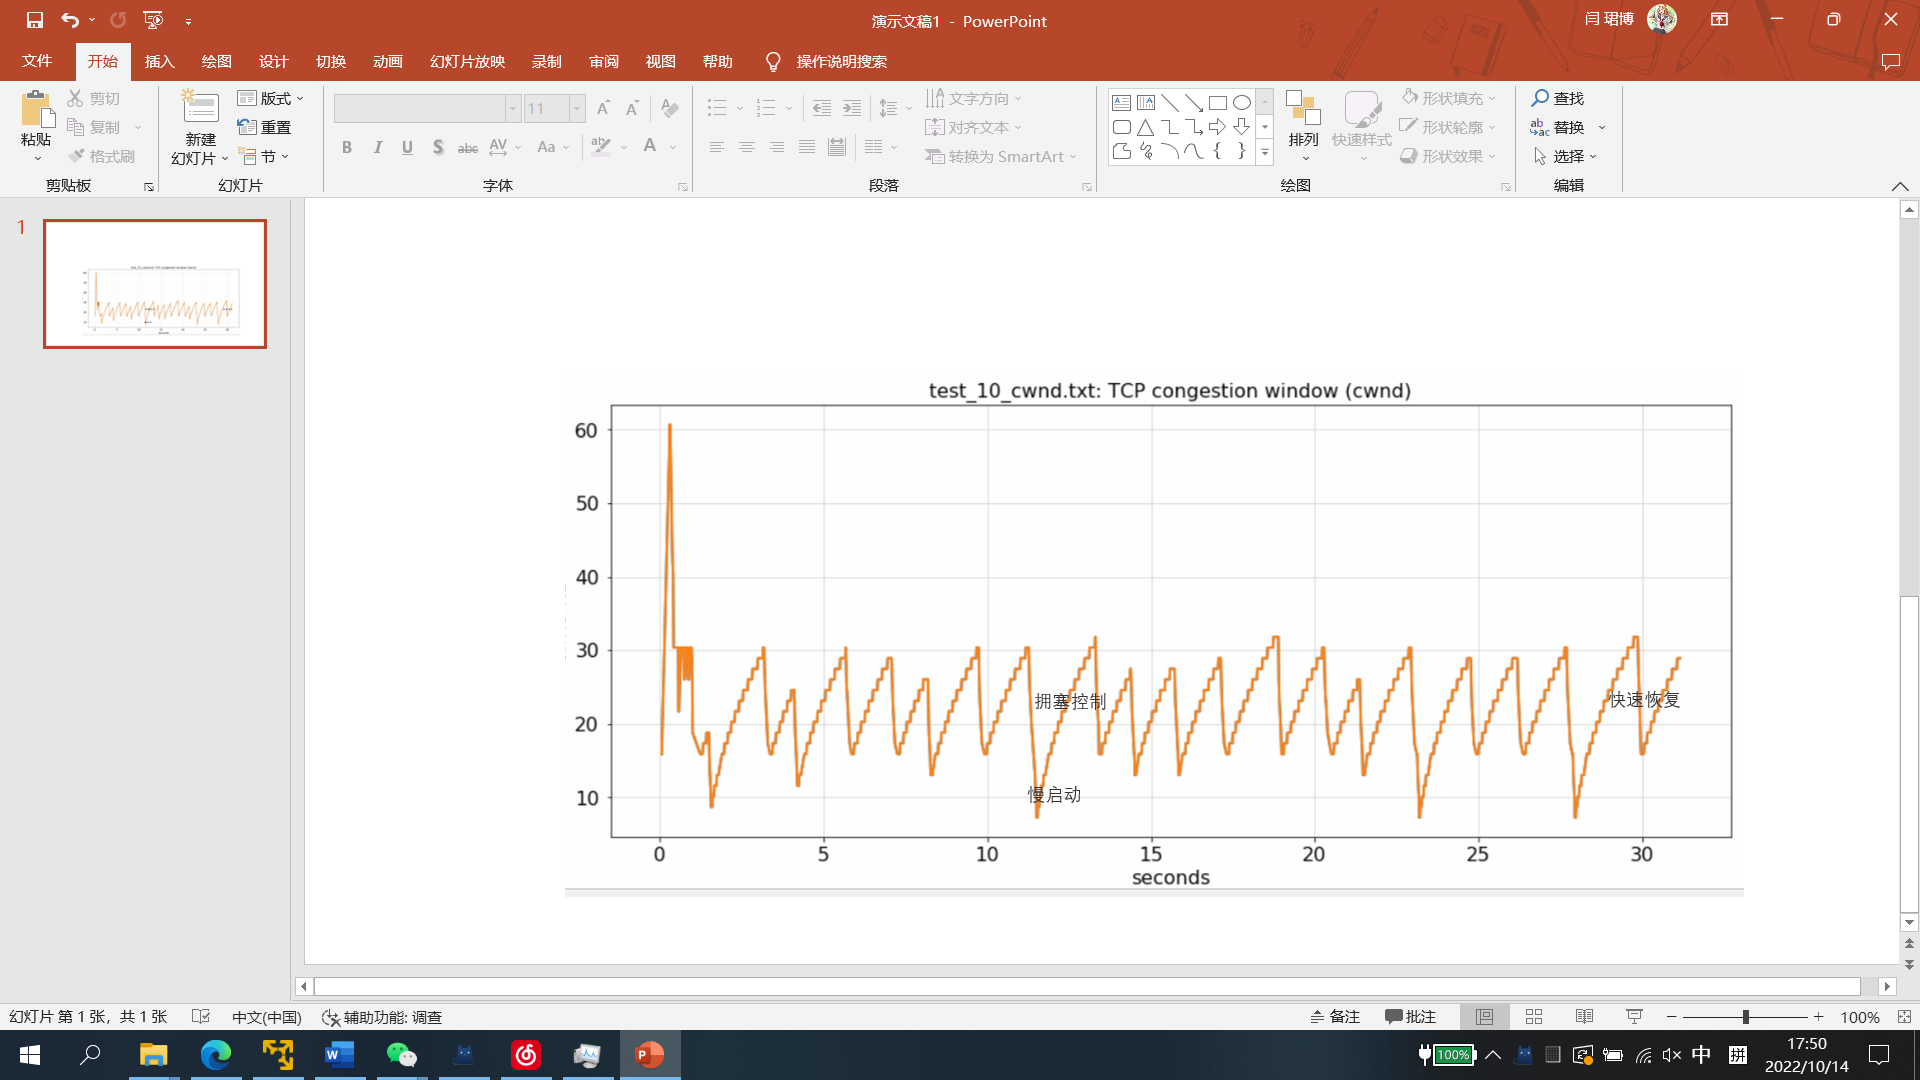 演示文稿1 - PowerPoint
闫 珺博
文件 开始 插入 绘图 设计 切换 动画 幻灯片放映 录制 审阅 视图 帮助 操作说明搜索
粘贴
剪切
复制
格式刷
剪贴板
新建
幻灯片
版式
重置
节
幻灯片
11
B I U S abc AV Aa A
字体
文字方向
对齐文本
转换为 SmartArt
段落
排列
快速样式
形状填充
形状轮廓
形状效果
绘图
查找
替换
选择
编辑
1
test_10_cwnd.txt: TCP congestion window (cwnd)
60
50
40
30
20
10
拥塞控制
快速恢复
慢启动
0 5 10 15 20 25 30
seconds
幻灯片 第 1 张，共 1 张 中文(中国) 辅助功能: 调查
备注 批注 100%
100%
中
拼
17:50
2022/10/14